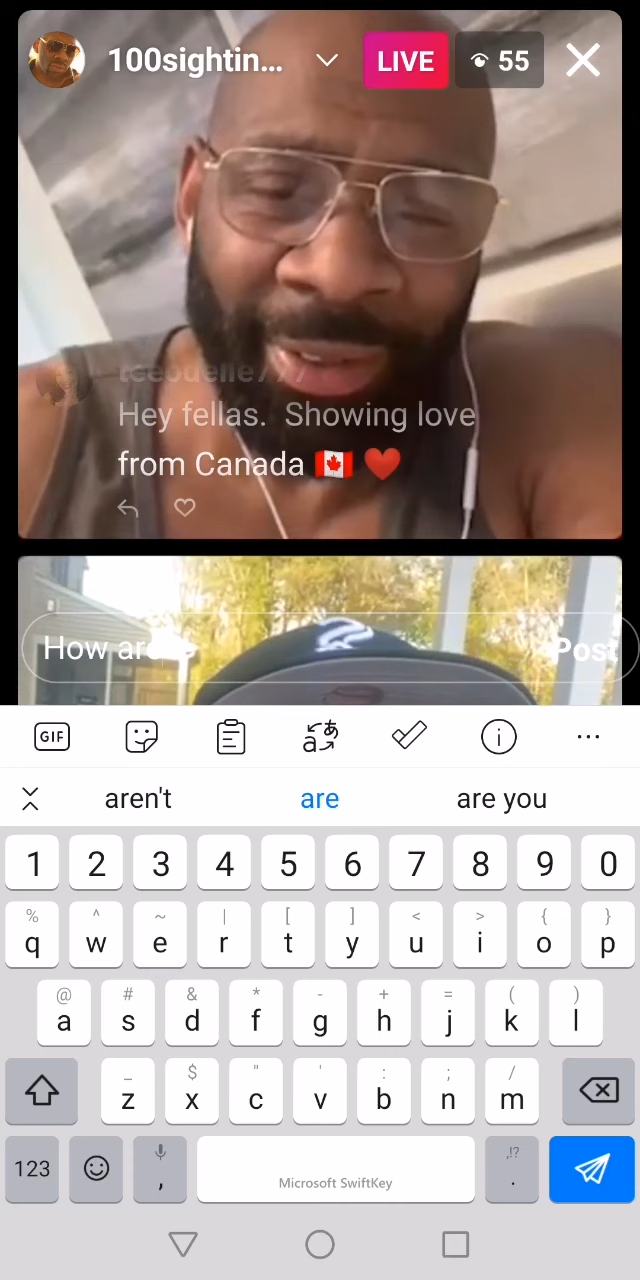 100sightin...
LIVE
55
Hey fellas. Showing love
from Canada 🇨🇦 ❤️
How are
Post
GIF
aren't are are you
1 2 3 4 5 6 7 8 9 0
% ^ ~ | [ ] < > { }
q w e r t y u i o p
@ # & * - + = ( )
a s d f g h j k l
_ $ " ' : ; /
z x c v b n m
,!?
123 , Microsoft SwiftKey .